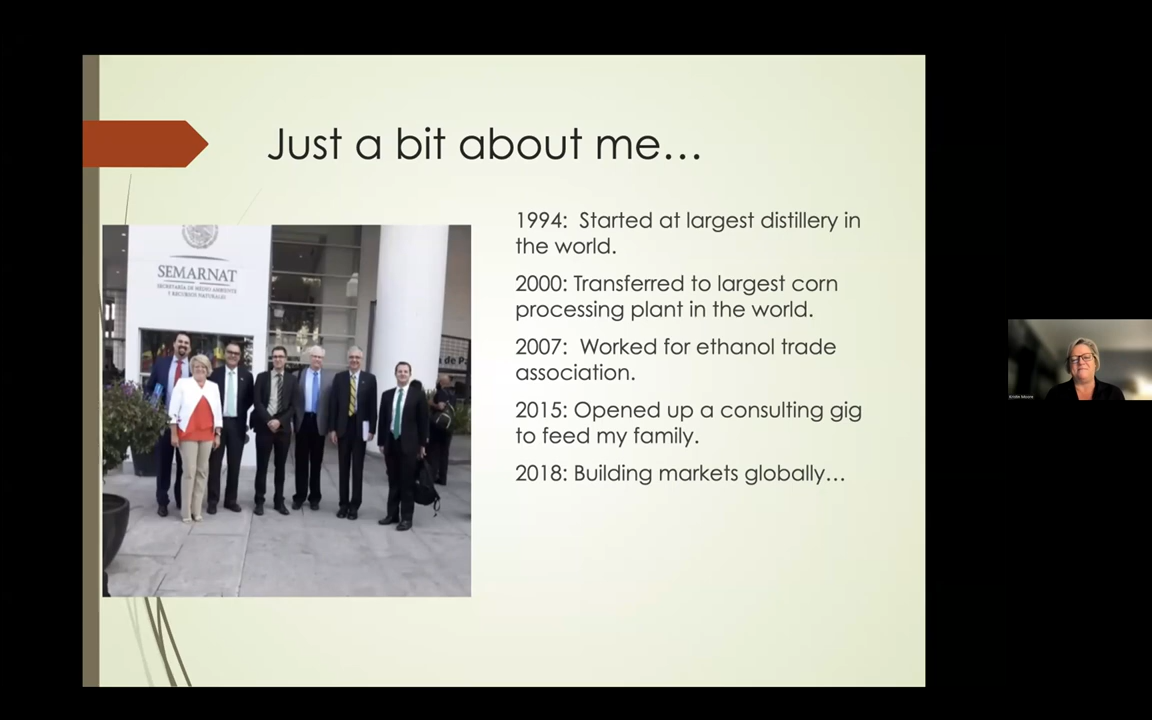 Just a bit about me...
1994:  Started at largest distillery in
the world.
2000: Transferred to largest corn
processing plant in the world.
2007:  Worked for ethanol trade
association.
2015: Opened up a consulting gig
to feed my family.
2018: Building markets globally...
SEMARNAT
SECRETARÍA DE MEDIO AMBIENTE
Y RECURSOS NATURALES